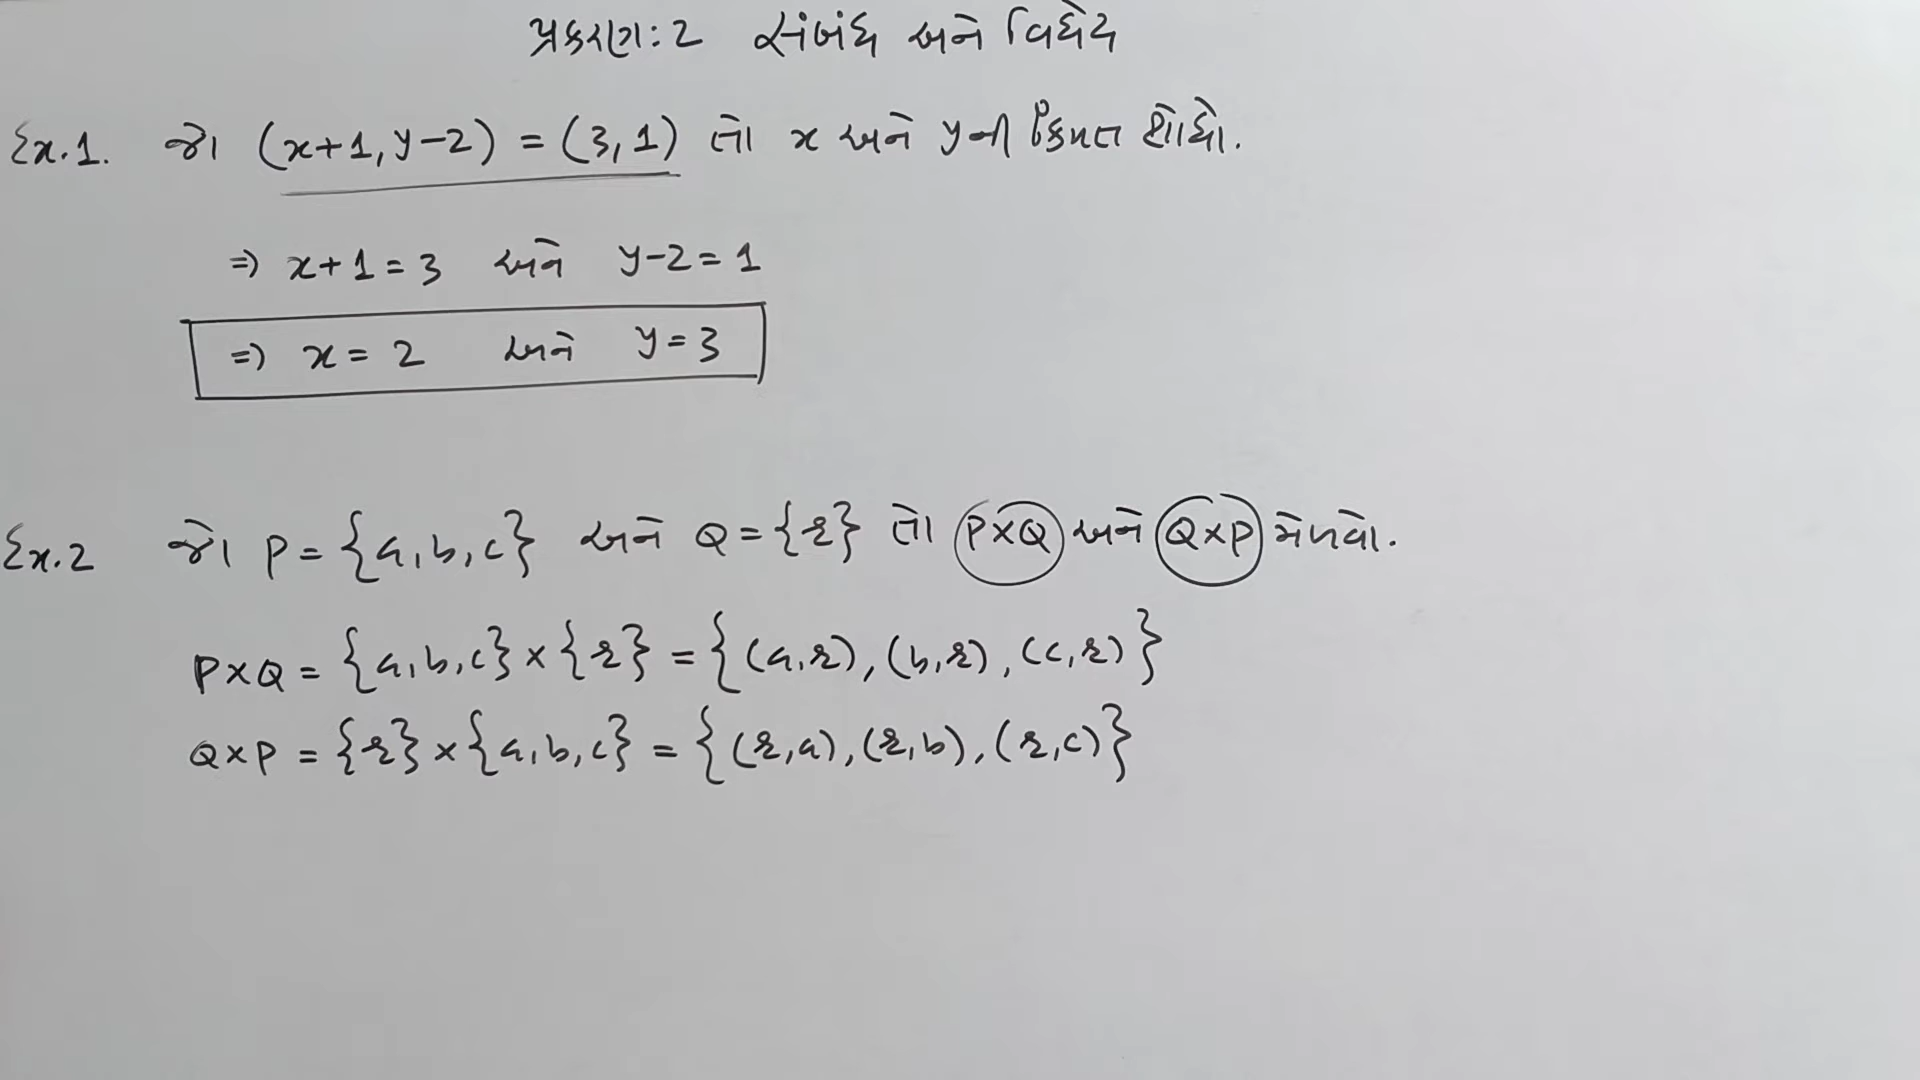 પ્રકરણ: 2 સંબંધ અને વિધેય
Ex.1. જો (x+1, y-2) = (3, 1) તો x અને y ની કિંમત શોધો.
⇒ x+1=3 અને y-2=1
⇒ x=2 અને y=3
Ex.2 જો P={a,b,c} અને Q={r} તો P×Q અને Q×P મેળવો.
P×Q = {a,b,c}×{r} = {(a,r),(b,r),(c,r)}
Q×P = {r}×{a,b,c} = {(r,a),(r,b),(r,c)}